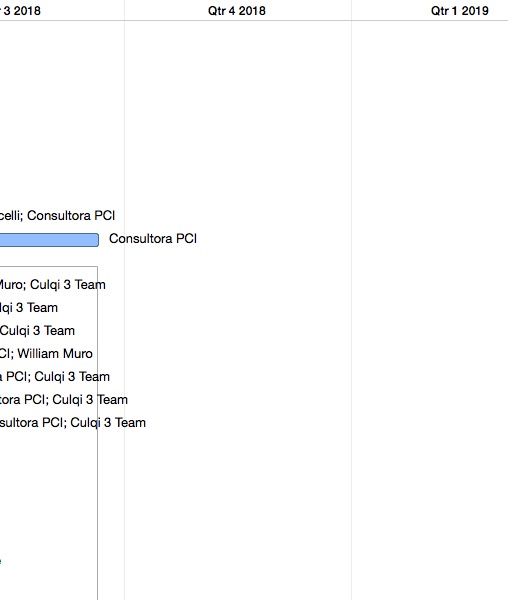 3 2018 Qtr 4 2018 Qtr 1 2019
celli; Consultora PCI
Consultora PCI
Muro; Culqi 3 Team
lqi 3 Team
Culqi 3 Team
CI; William Muro
a PCI; Culqi 3 Team
tora PCI; Culqi 3 Team
sultora PCI; Culqi 3 Team